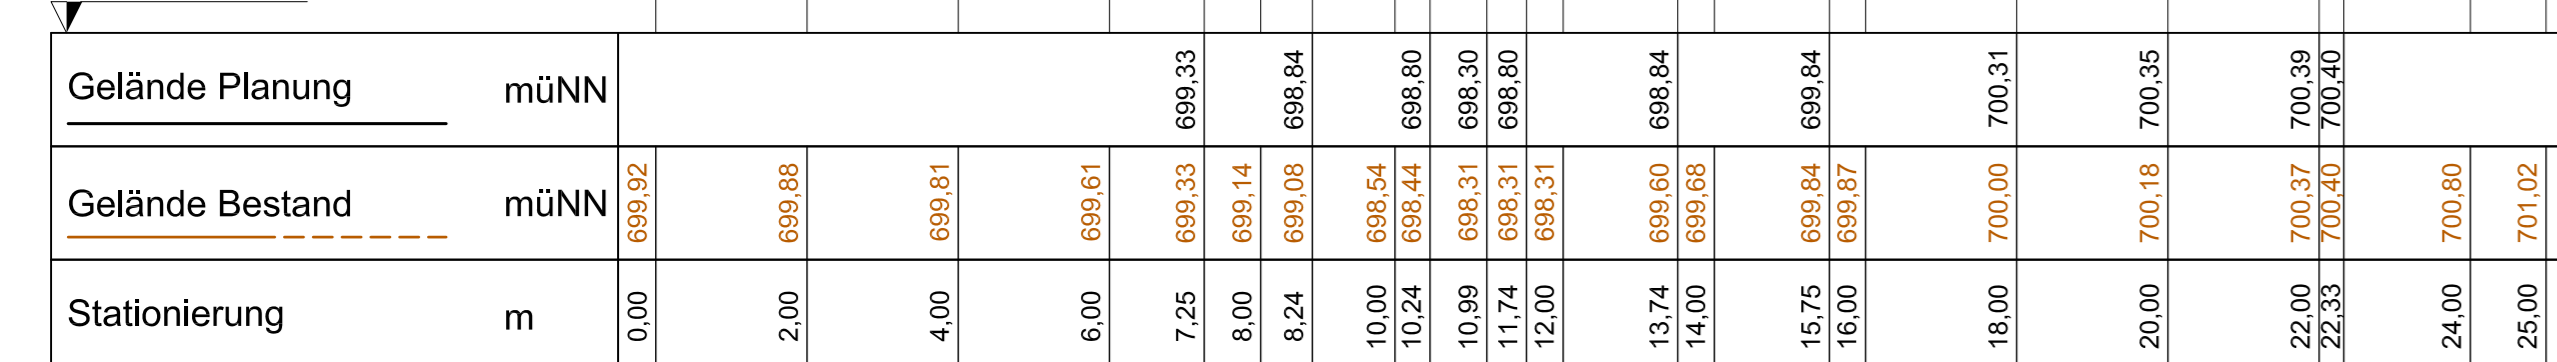 Gelände Planung müNN 699,33 698,84 698,80 698,30 698,80 698,84 699,84 700,31 700,35 700,39 700,40
Gelände Bestand müNN 699,92 699,88 699,81 699,61 699,33 699,14 699,08 698,54 698,44 698,31 698,31 698,31 699,60 699,68 699,84 699,87 700,00 700,18 700,37 700,40 700,80 701,02
Stationierung m 0,00 2,00 4,00 6,00 7,25 8,00 8,24 10,00 10,24 10,99 11,74 12,00 13,74 14,00 15,75 16,00 18,00 20,00 22,00 22,33 24,00 25,00